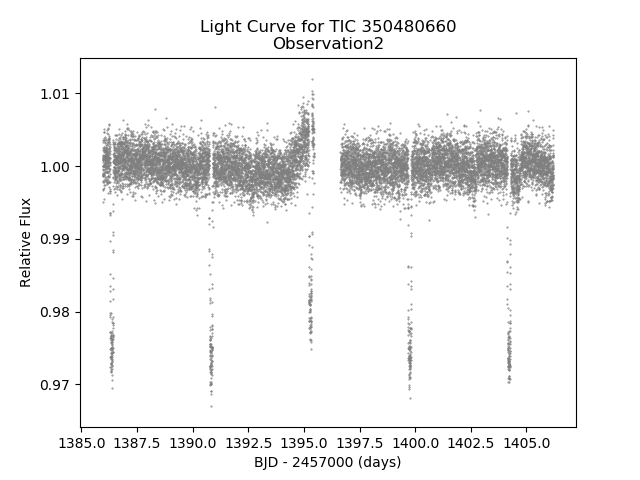 Light Curve for TIC 350480660
Observation2
Relative Flux
1.01
1.00
0.99
0.98
0.97
1385.0 1387.5 1390.0 1392.5 1395.0 1397.5 1400.0 1402.5 1405.0
BJD - 2457000 (days)